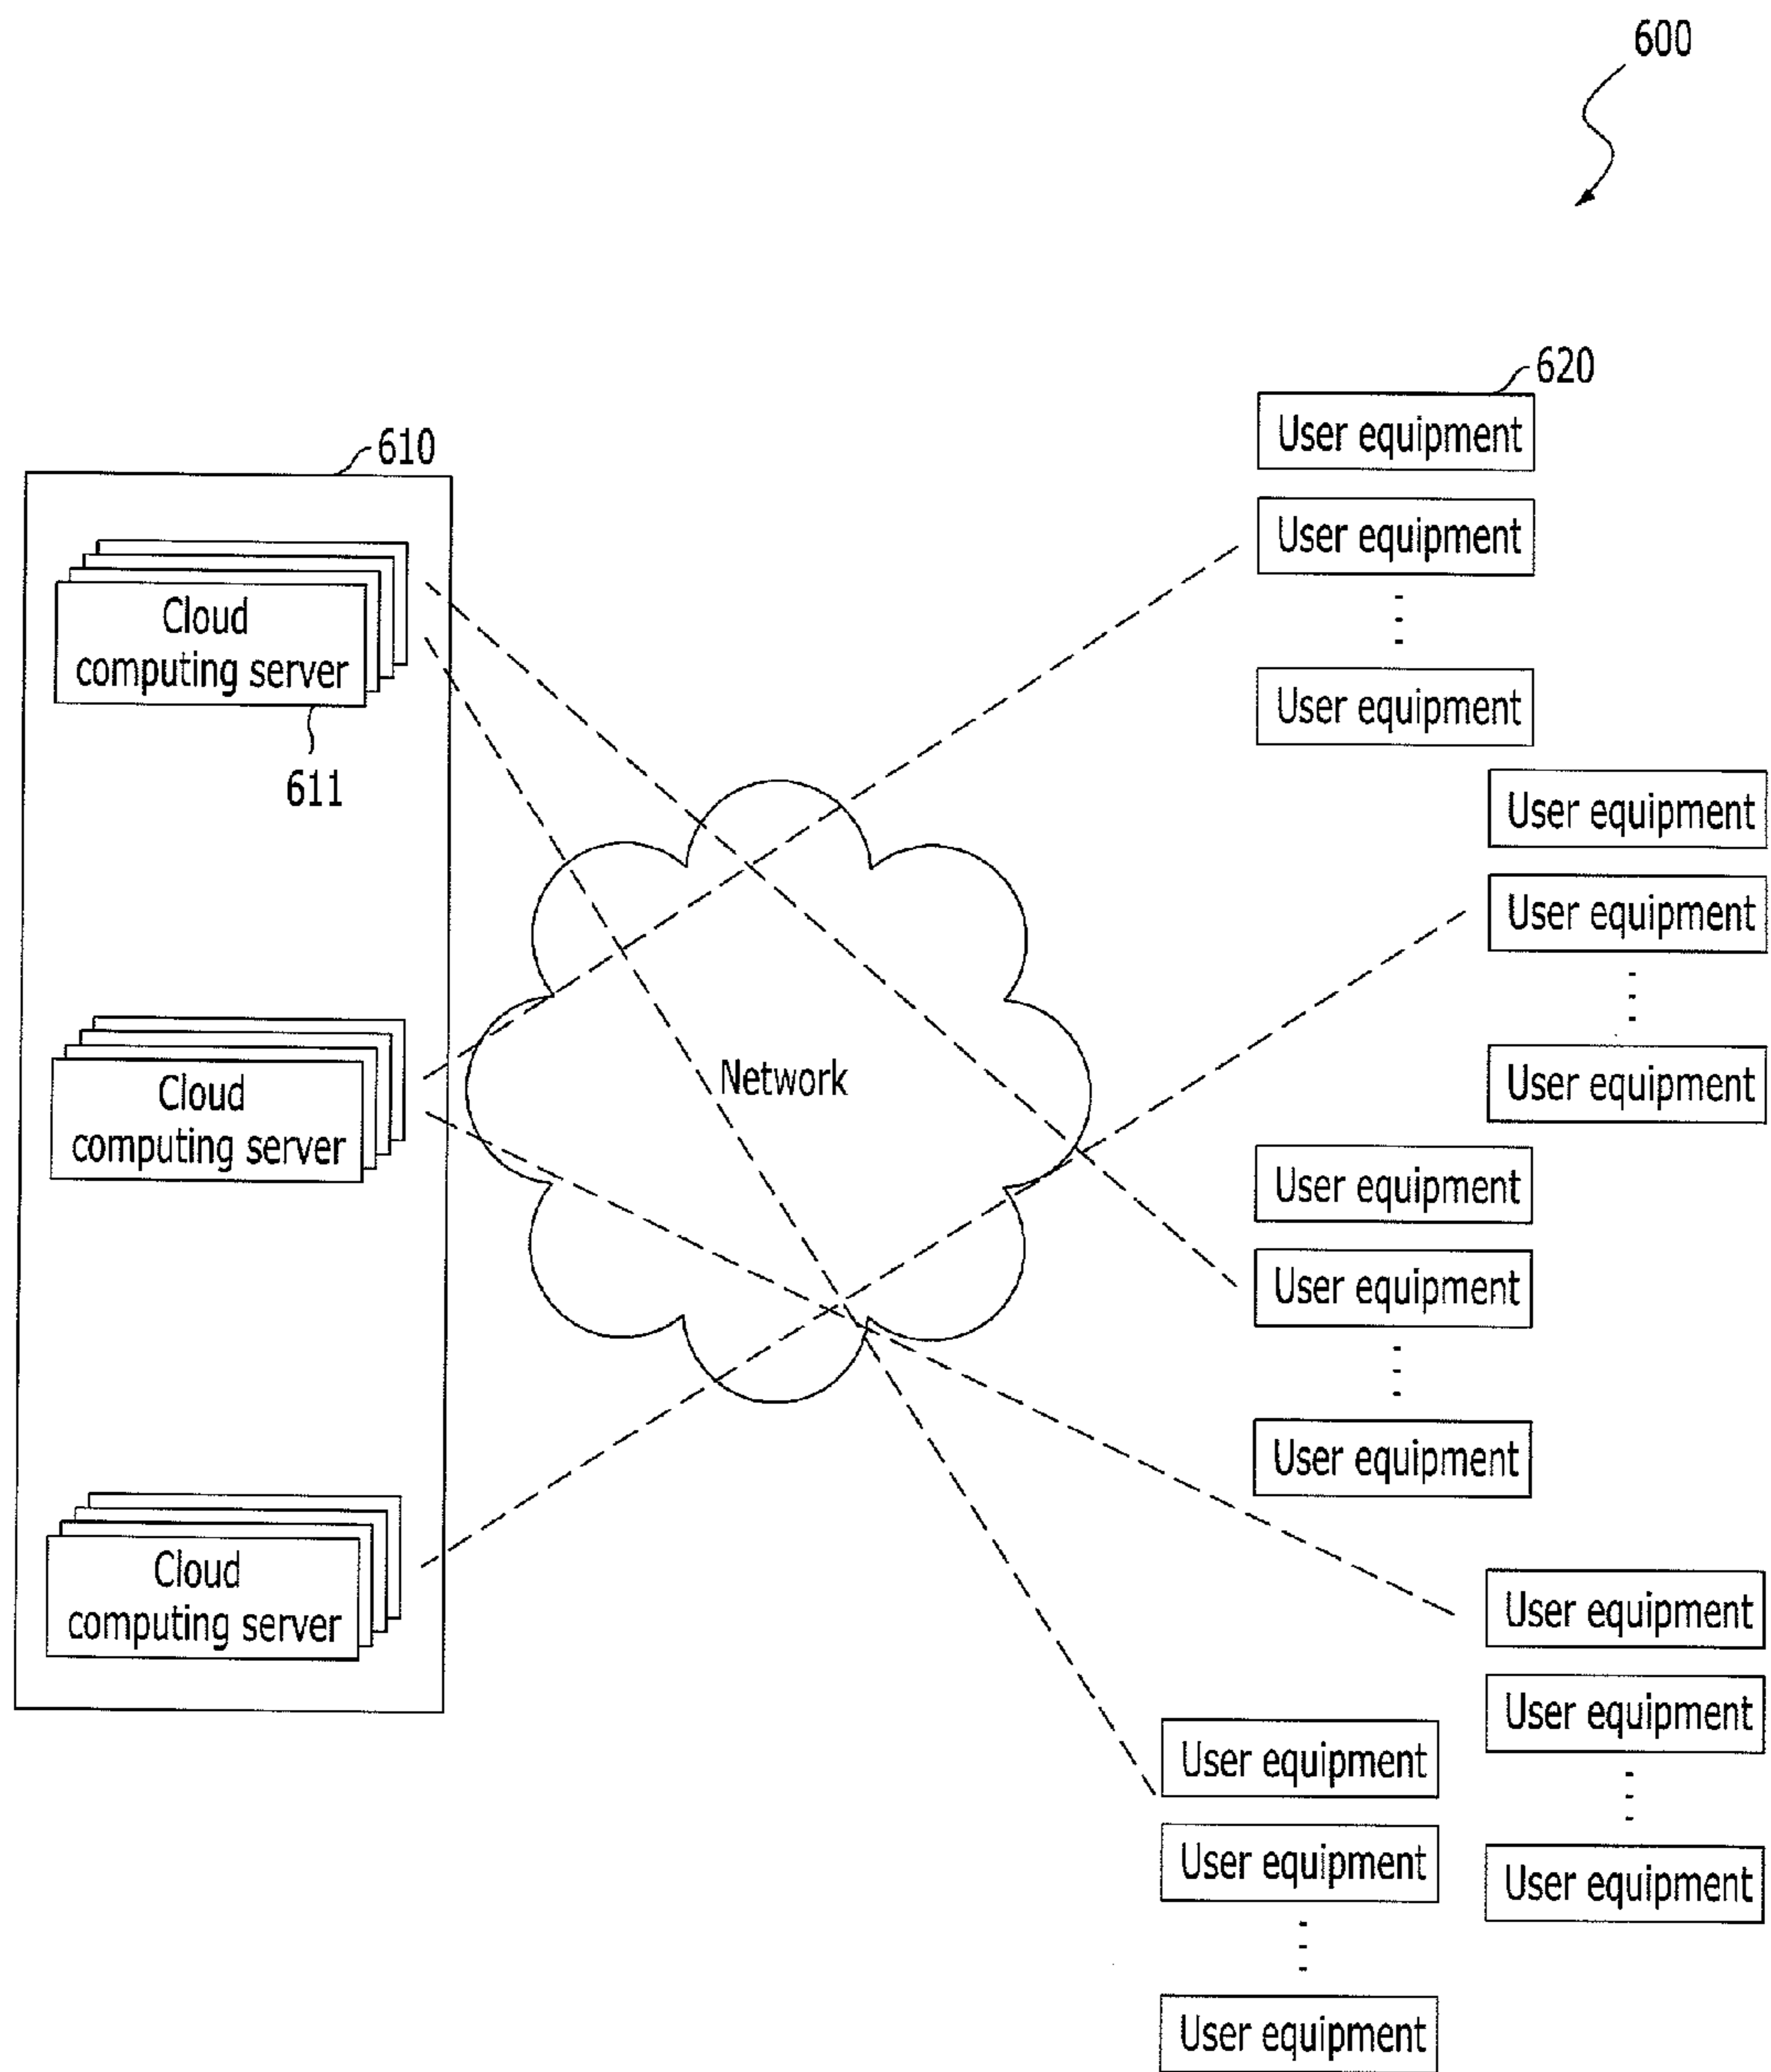 600
620
User equipment
610
User equipment
Cloud
computing server
User equipment
611
User equipment
User equipment
Network
Cloud
computing server
User equipment
User equipment
User equipment
User equipment
Cloud
computing server
User equipment
User equipment
User equipment
User equipment
User equipment
User equipment